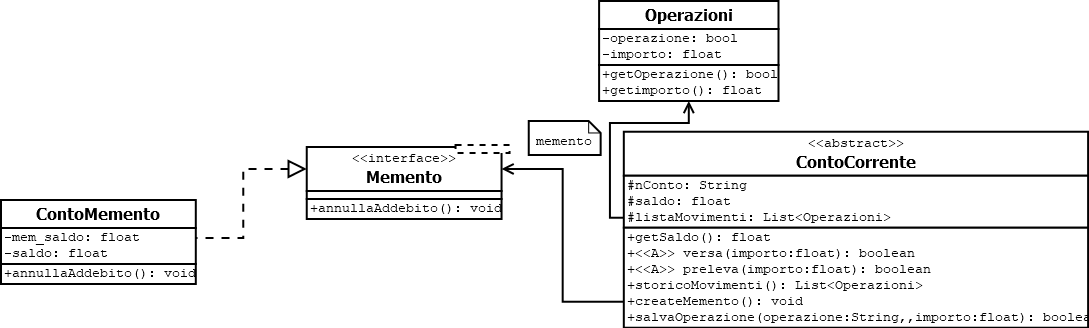 Operazioni
-operazione: bool
-importo: float
+getOperazione(): bool
+getimporto(): float
memento
<<interface>>
Memento
+annullaAddebito(): void
ContoMemento
-mem_saldo: float
-saldo: float
+annullaAddebito(): void
<<abstract>>
ContoCorrente
#nConto: String
#saldo: float
#listaMovimenti: List<Operazioni>
+getSaldo(): float
+<<A>> versa(importo:float): boolean
+<<A>> preleva(importo:float): boolean
+storicoMovimenti(): List<Operazioni>
+createMemento(): void
+salvaOperazione(operazione:String,,importo:float): boolea